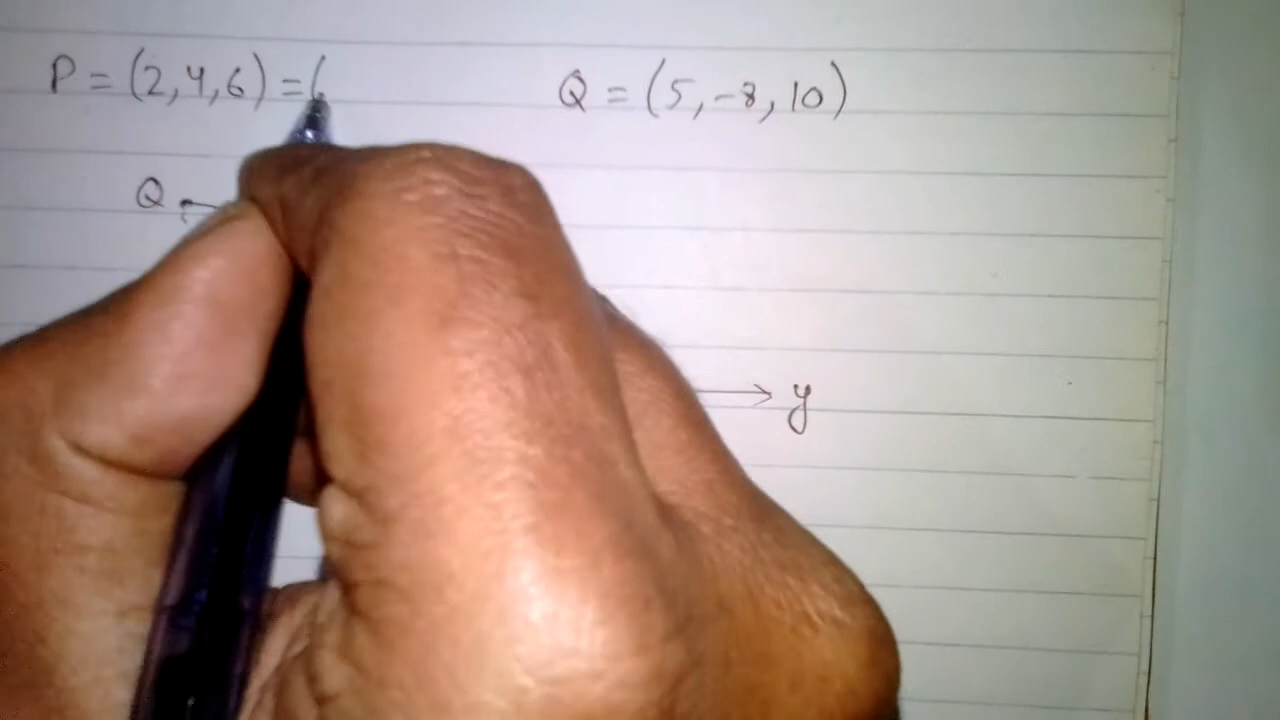 P = (2,4,6) = ( Q = (5,-8,10)
Q
y